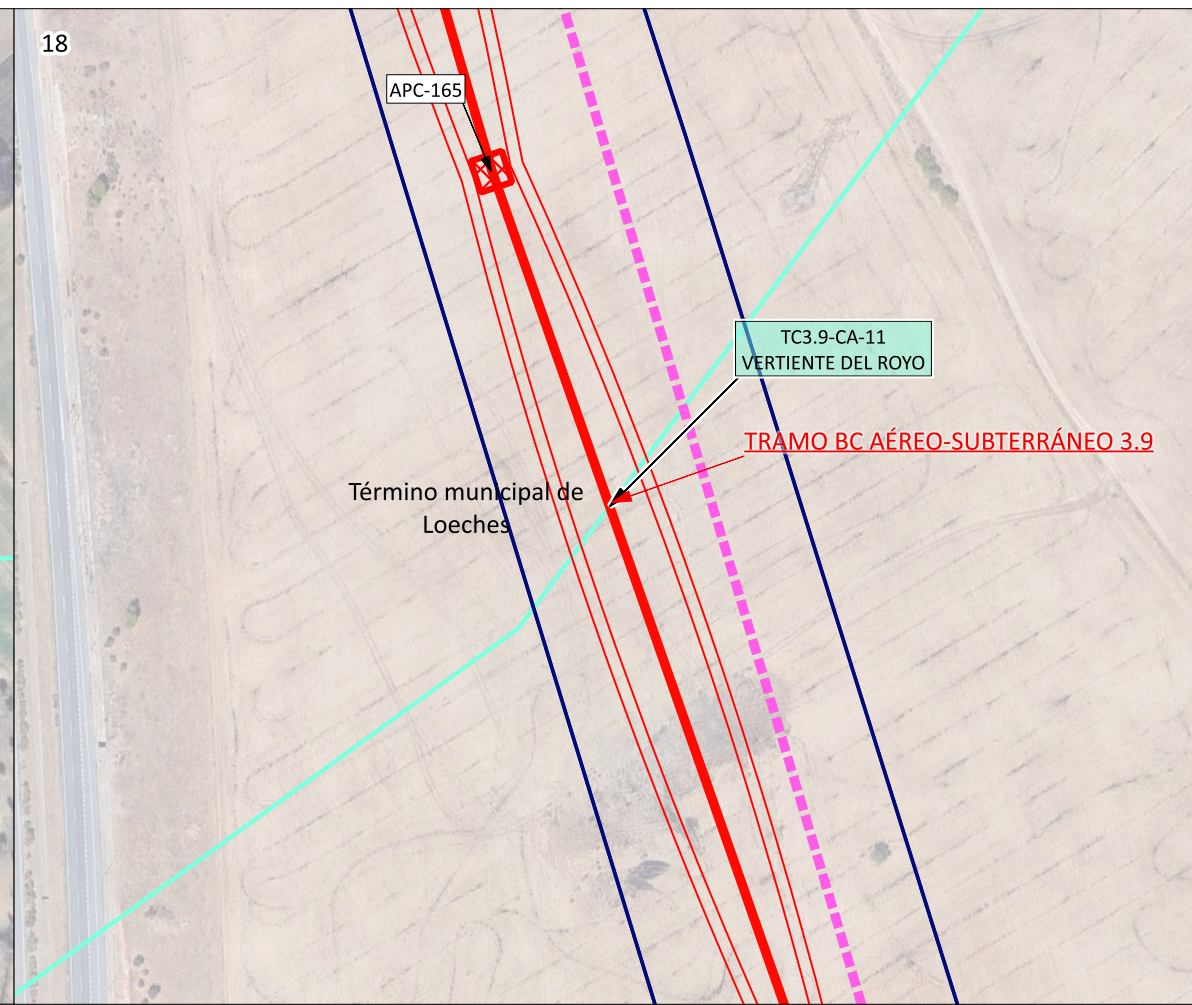 18
APC-165
TC3.9-CA-11
VERTIENTE DEL ROYO
TRAMO BC AÉREO-SUBTERRÁNEO 3.9
Término municipal de
Loeches